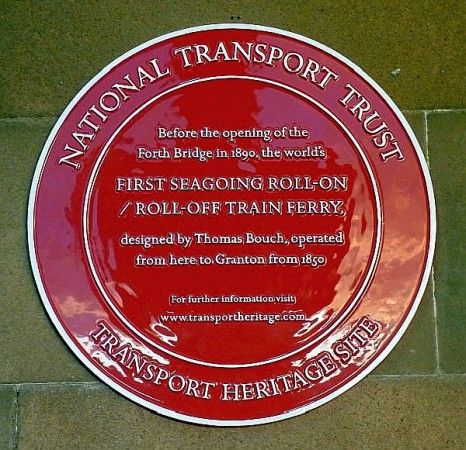 NATIONAL TRANSPORT TRUST
Before the opening of the
Forth Bridge in 1890, the world's
FIRST SEAGOING ROLL-ON
/ ROLL-OFF TRAIN FERRY,
designed by Thomas Bouch, operated
from here to Granton from 1850
For further information visit
www.transportheritage.com
TRANSPORT HERITAGE SITE